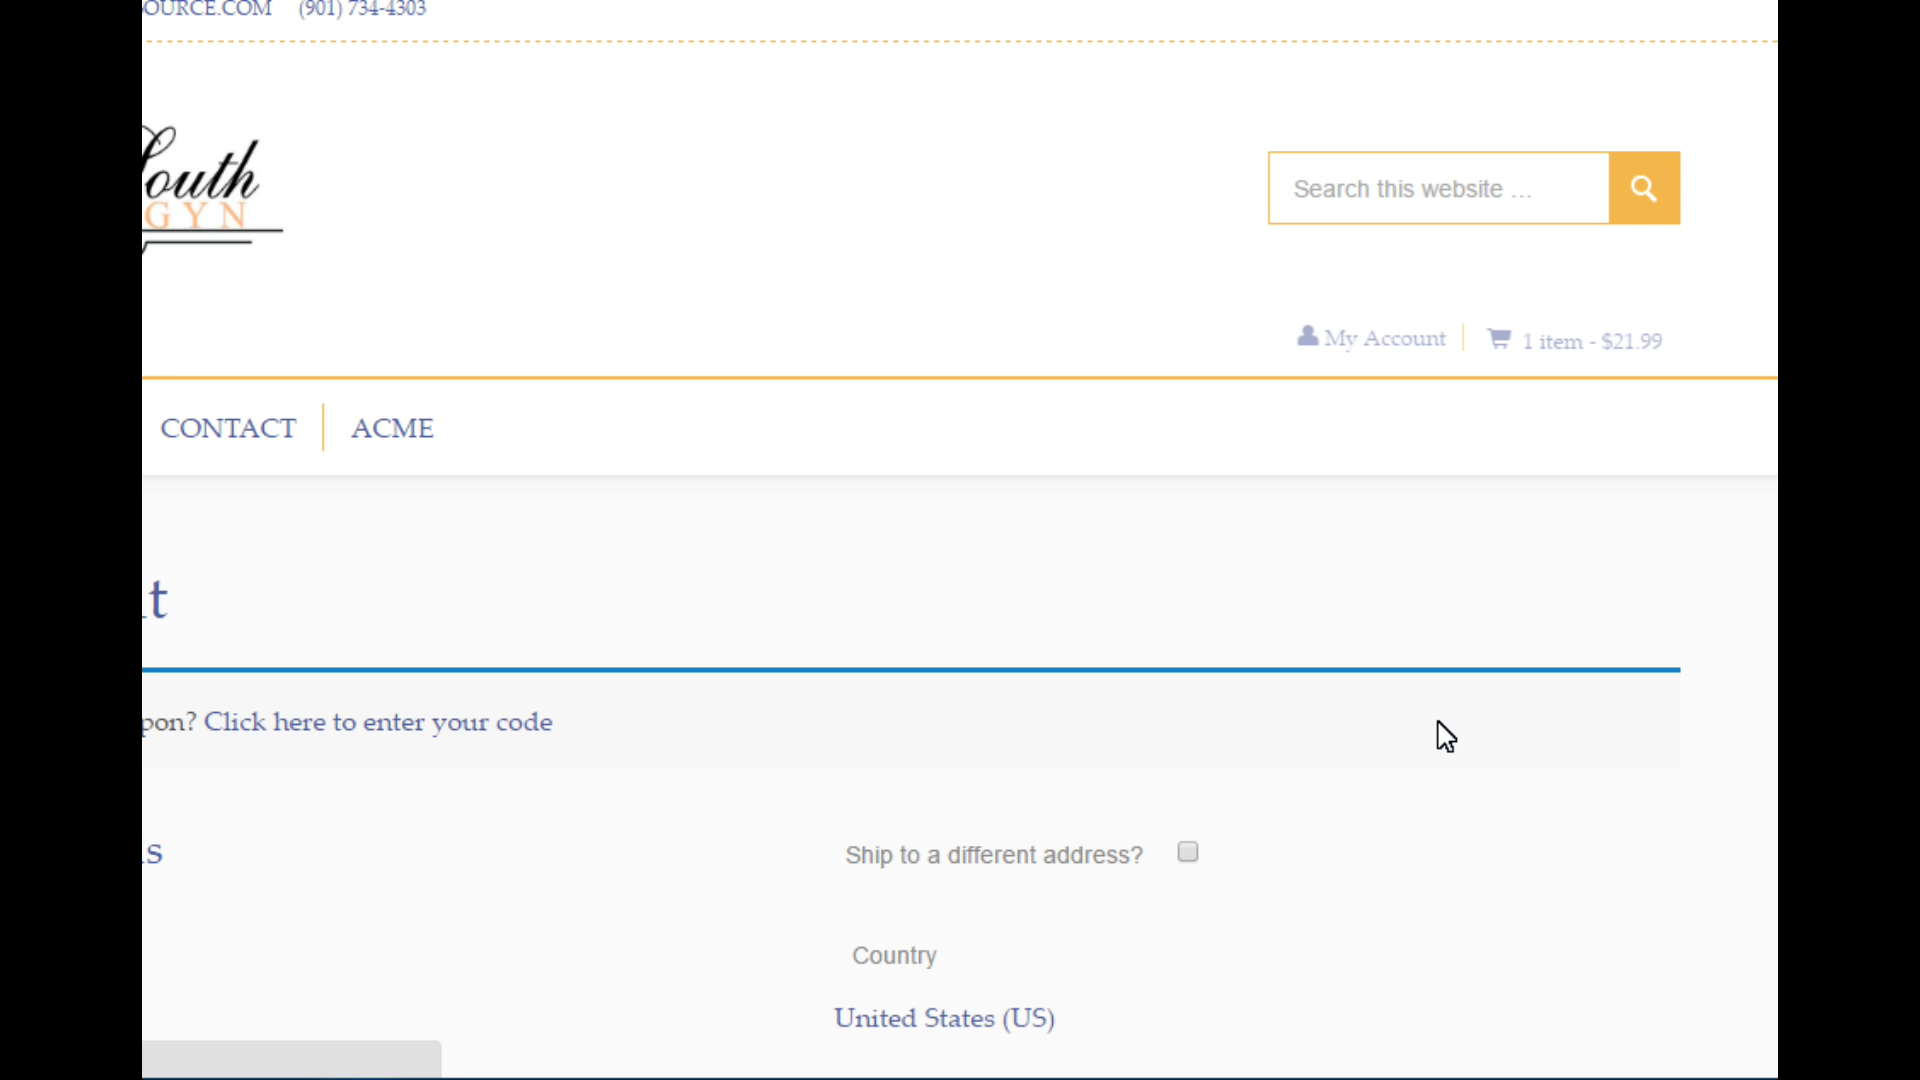 OURCE.COM (901) 734-4303
South
GYN
Search this website ...
My Account
1 item - $21.99
CONTACT
ACME
t
pon? Click here to enter your code
s
Ship to a different address?
Country
United States (US)